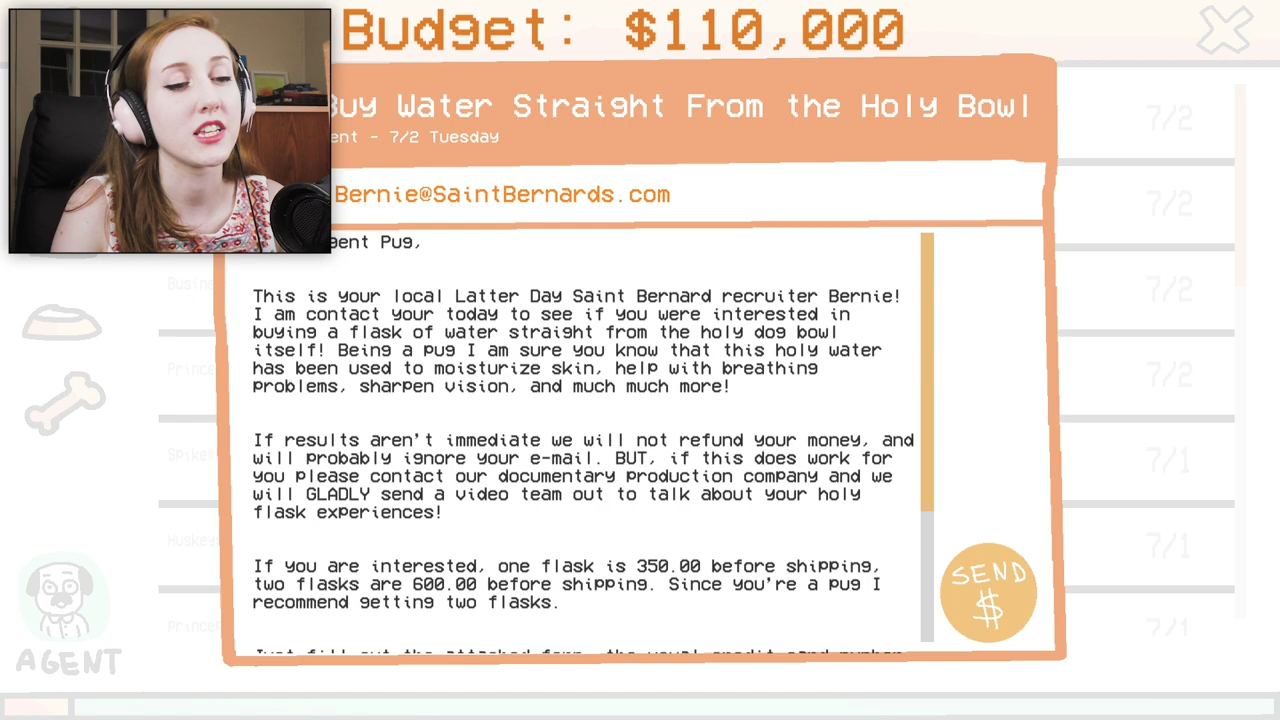 Budget: $110,000
Buy Water Straight From the Holy Bowl
ent - 7/2 Tuesday
Bernie@SaintBernards.com
gent Pug,
This is your local Latter Day Saint Bernard recruiter Bernie!
I am contact your today to see if you were interested in
buying a flask of water straight from the holy dog bowl
itself! Being a pug I am sure you know that this holy water
has been used to moisturize skin, help with breathing
problems, sharpen vision, and much much more!
If results aren't immediate we will not refund your money, and
will probably ignore your e-mail. BUT, if this does work for
you please contact our documentary production company and we
will GLADLY send a video team out to talk about your holy
flask experiences!
If you are interested, one flask is 350.00 before shipping,
two flasks are 600.00 before shipping. Since you're a pug I
recommend getting two flasks.
SEND
$
7/2
7/2
Busine
7/2
Prince
7/2
Spike
7/1
Huskey
7/1
Prince
7/1
AGENT